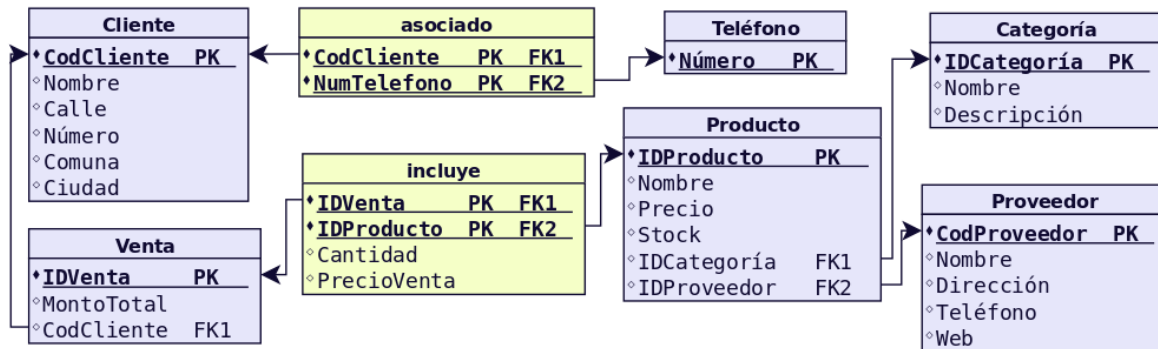 Cliente
CodCliente PK
Nombre
Calle
Número
Comuna
Ciudad
asociado
CodCliente PK FK1
NumTelefono PK FK2
Teléfono
Número PK
Categoría
IDCategoría PK
Nombre
Descripción
Venta
IDVenta PK
MontoTotal
CodCliente FK1
incluye
IDVenta PK FK1
IDProducto PK FK2
Cantidad
PrecioVenta
Producto
IDProducto PK
Nombre
Precio
Stock
IDCategoría FK1
IDProveedor FK2
Proveedor
CodProveedor PK
Nombre
Dirección
Teléfono
Web